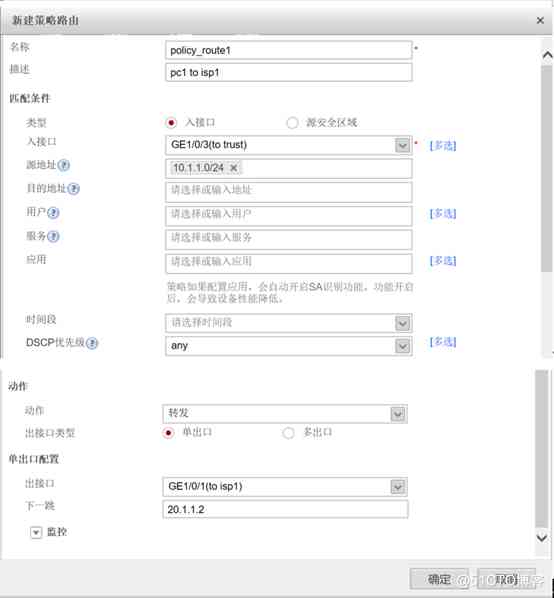 新建策略路由
名称 policy_route1 *
描述 pc1 to isp1
匹配条件
类型 入接口 源安全区域
入接口 GE1/0/3(to trust) * [多选]
源地址 10.1.1.0/24
目的地址 请选择或输入地址
用户 请选择或输入用户 [多选]
服务 请选择或输入服务
应用 请选择或输入应用 [多选]
策略如果配置应用，会自动开启SA识别功能。功能开启
后，会导致设备性能降低。
时间段 请选择时间段
DSCP优先级 any [多选]
动作
动作 转发
出接口类型 单出口 多出口
单出口配置
出接口 GE1/0/1(to isp1)
下一跳 20.1.1.2
监控
确定